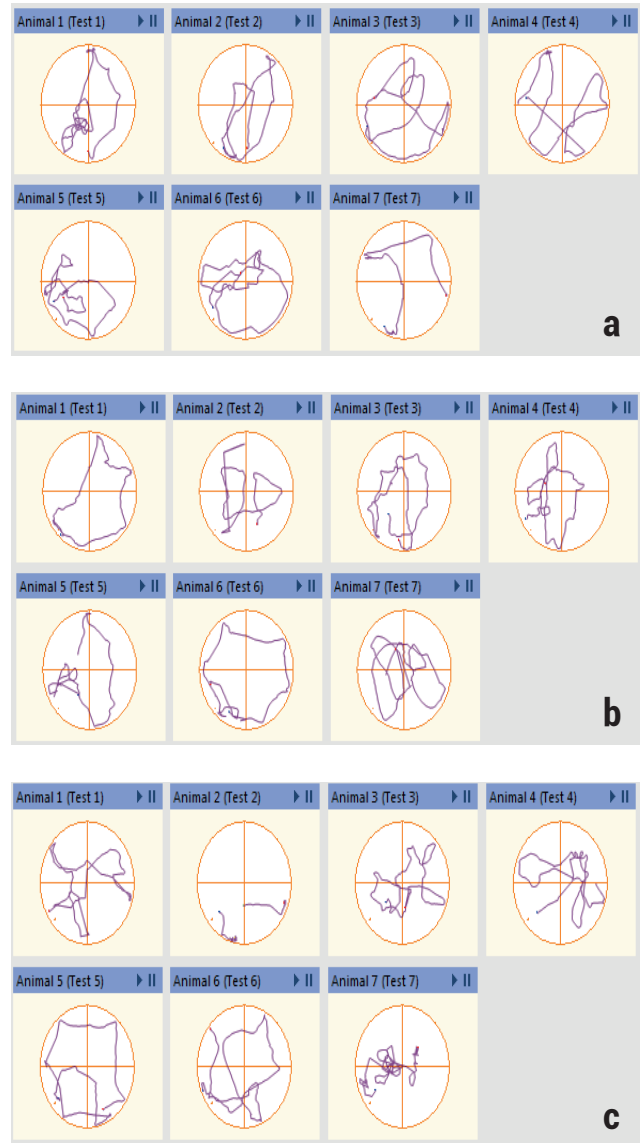 Animal 1 (Test 1)
Animal 2 (Test 2)
Animal 3 (Test 3)
Animal 4 (Test 4)
Animal 5 (Test 5)
Animal 6 (Test 6)
Animal 7 (Test 7)
a
Animal 1 (Test 1)
Animal 2 (Test 2)
Animal 3 (Test 3)
Animal 4 (Test 4)
Animal 5 (Test 5)
Animal 6 (Test 6)
Animal 7 (Test 7)
b
Animal 1 (Test 1)
Animal 2 (Test 2)
Animal 3 (Test 3)
Animal 4 (Test 4)
Animal 5 (Test 5)
Animal 6 (Test 6)
Animal 7 (Test 7)
c